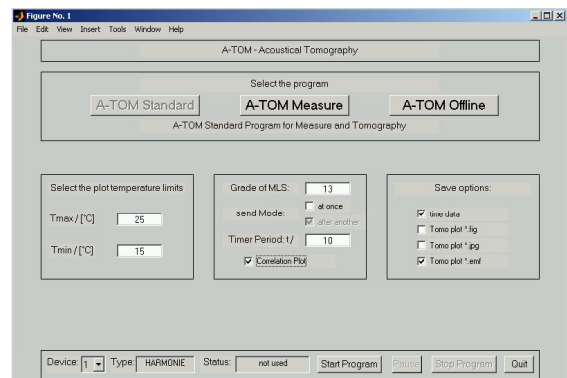 Figure No. 1
File Edit View Insert Tools Window Help
A-TOM - Acoustical Tomography
Select the program
A-TOM Standard A-TOM Measure A-TOM Offline
A-TOM Standard Program for Measure and Tomography
Select the plot temperature limits
Tmax / [°C] 25
Tmin / [°C] 15
Grade of MLS: 13
send Mode: at once
after another
Timer Period: t / 10
Correlation Plot
Save options:
time data
Tomo plot *.fig
Tomo plot *.jpg
Tomo plot *.emf
Device: 1 Type: HARMONIE Status: not used Start Program Pause Stop Program Quit